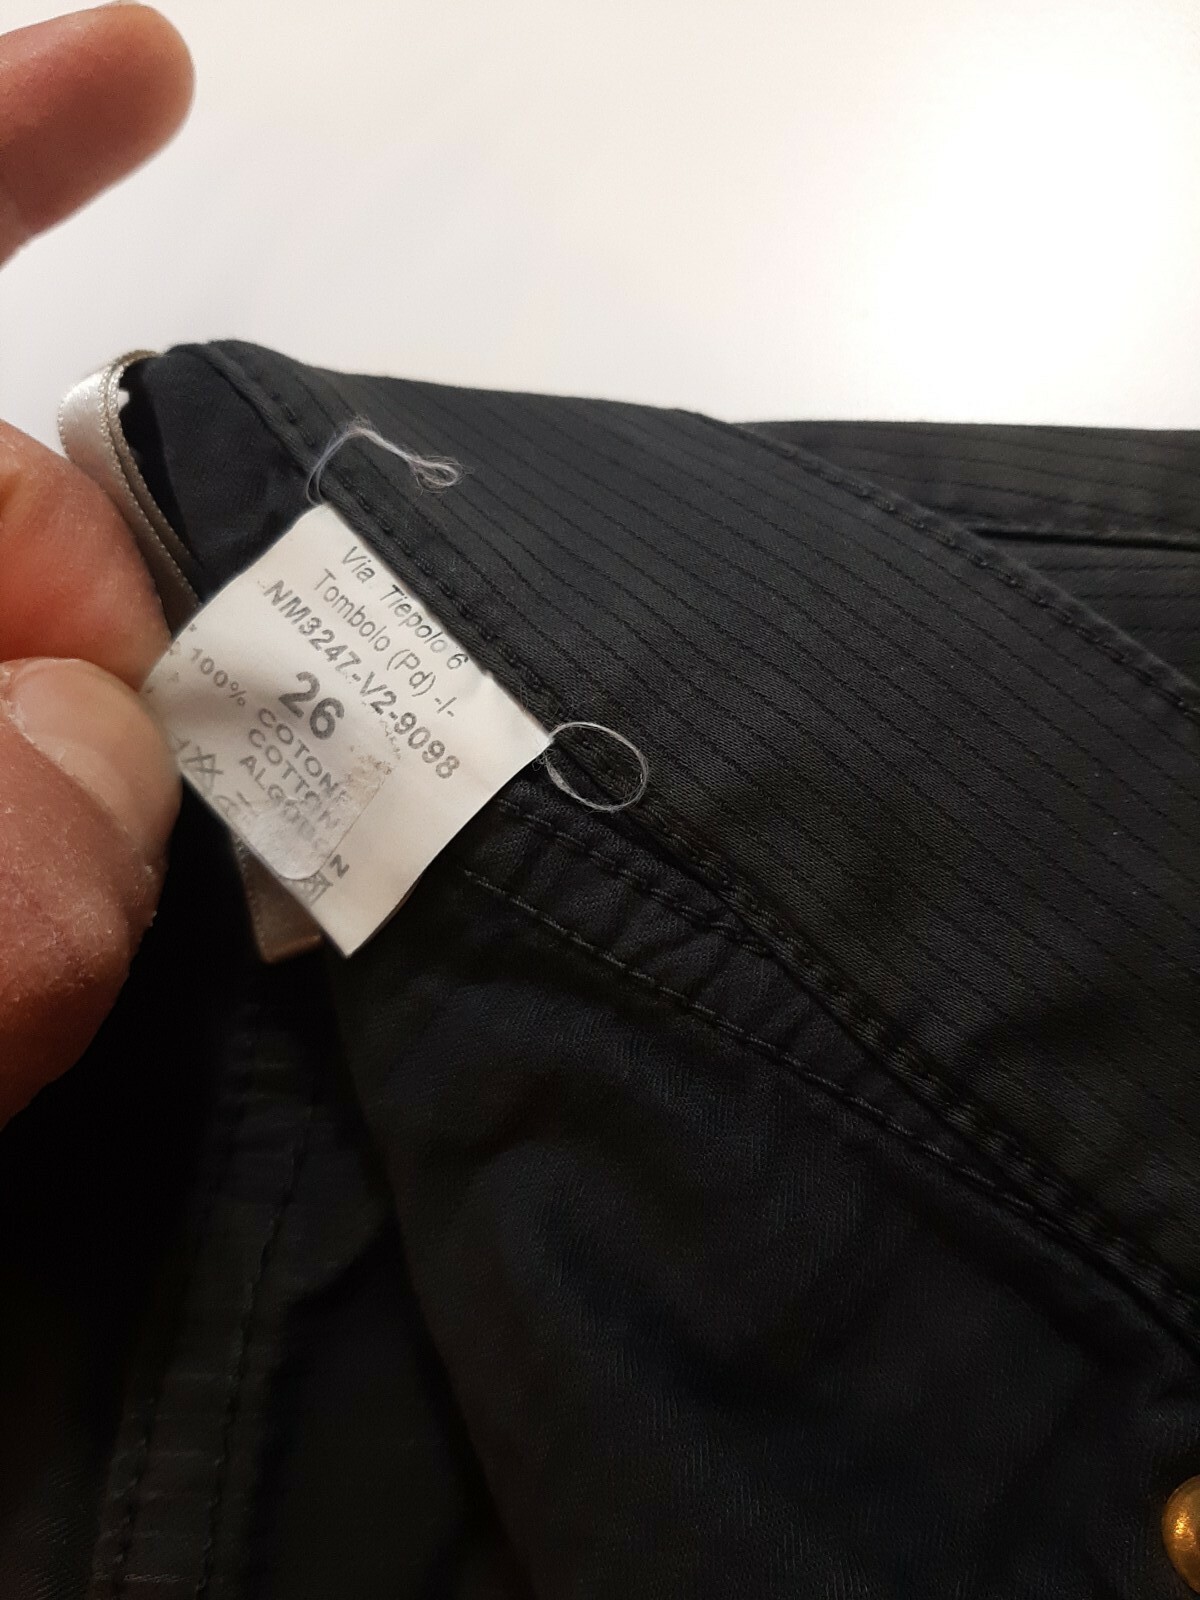 Via Tiepolo 6
Tombolo (Pd) -I-
NM3247-V2-9098
26
100% COTONE
COTTON
ALGODON